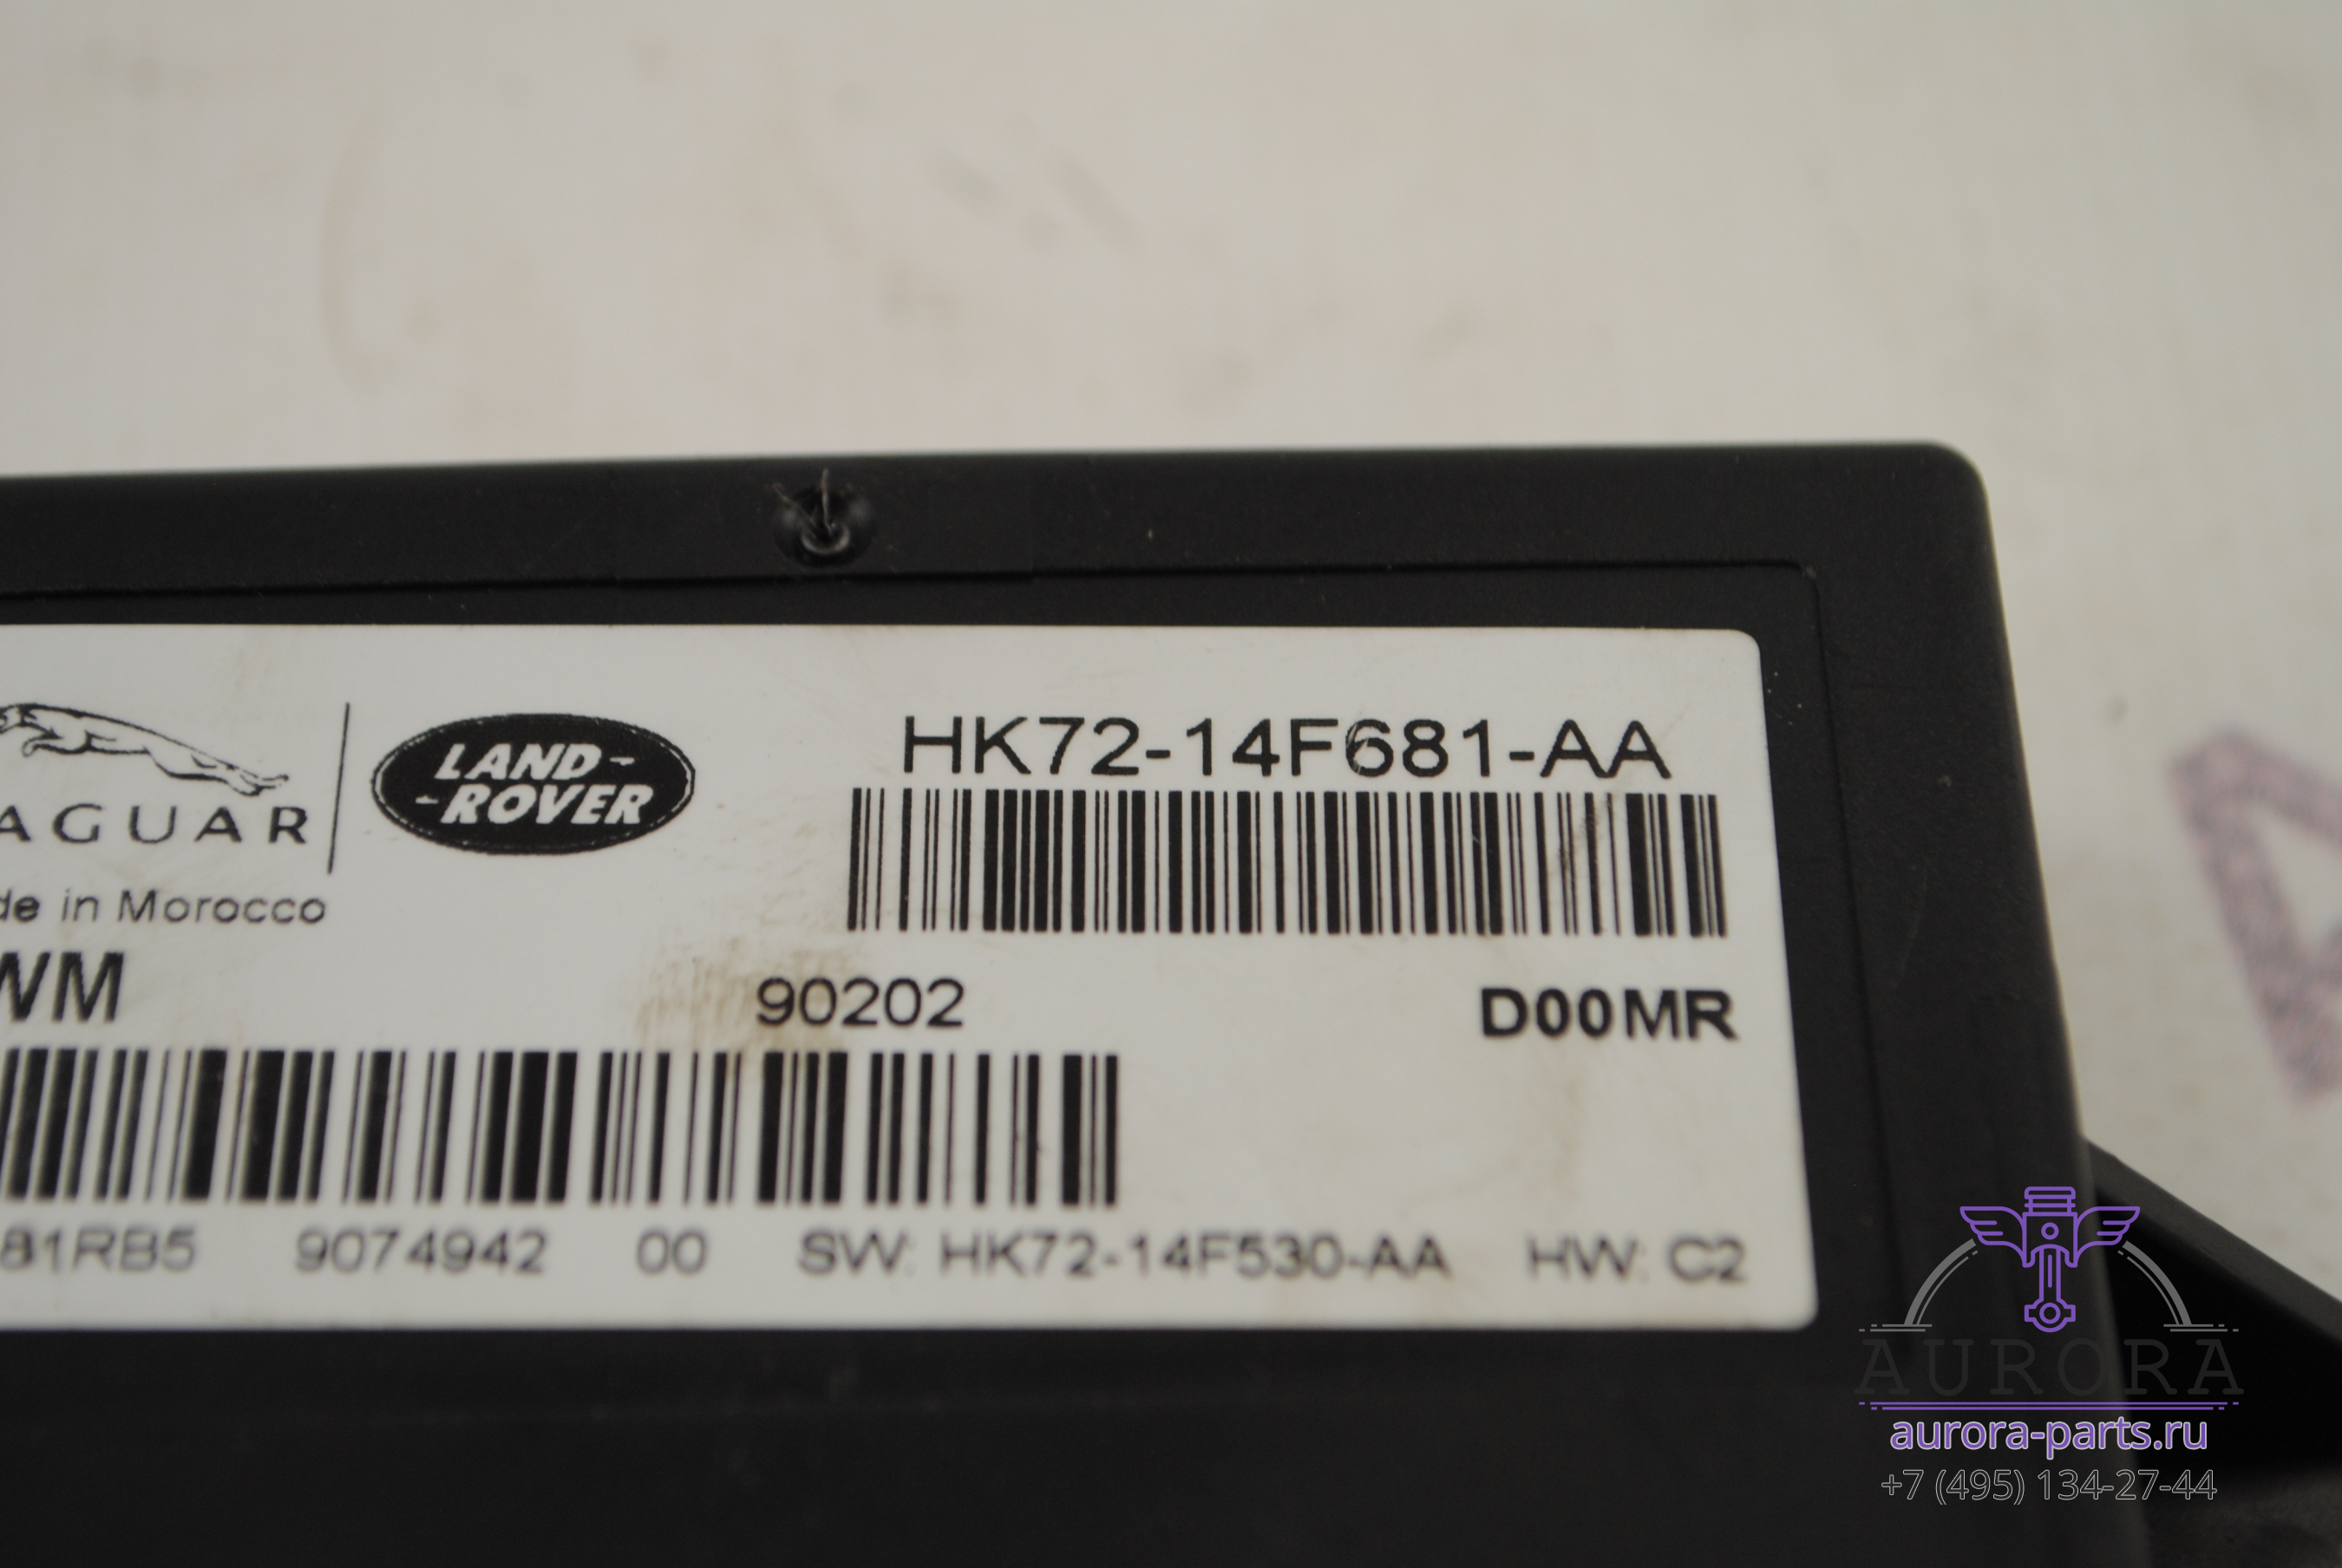 HK72-14F681-AA
LAND-
-ROVER
AGUAR
de in Morocco
WM
90202
D00MR
81RB5 9074942 00 SW: HK72-14F530-AA HW: C2
AURORA
aurora-parts.ru
+7 (495) 134-27-44